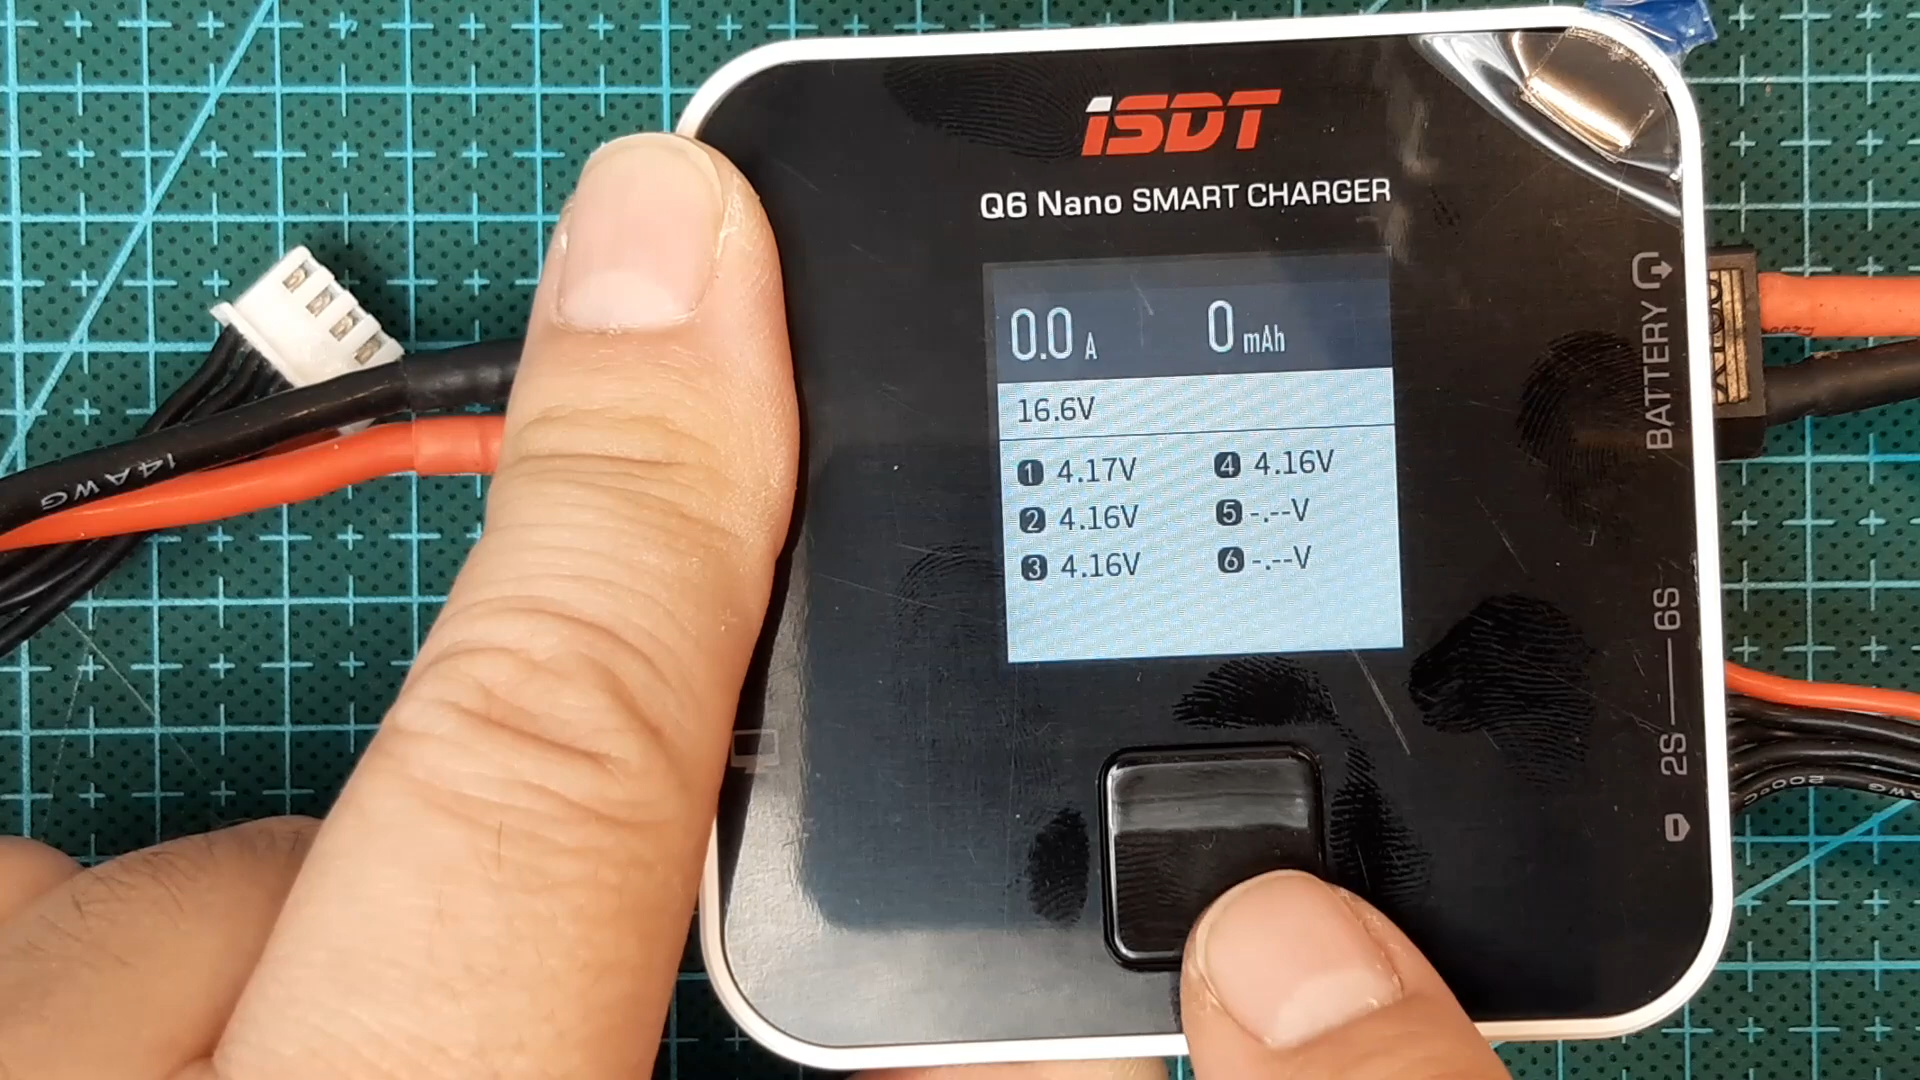 iSDT
Q6 Nano SMART CHARGER
0.0 A 0 mAh
16.6V
1 4.17V 4 4.16V
2 4.16V 5 -.--V
3 4.16V 6 -.--V
BATTERY
2S 6S
14AWG
200°C